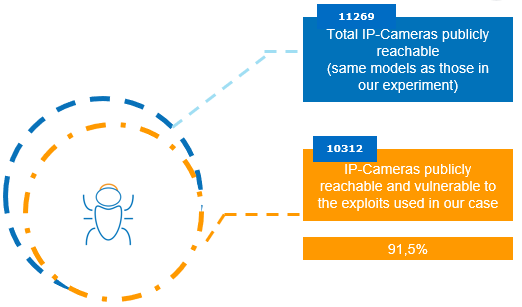 11269
Total IP-Cameras publicly
reachable
(same models as those in
our experiment)
10312
IP-Cameras publicly
reachable and vulnerable to
the exploits used in our case
91,5%